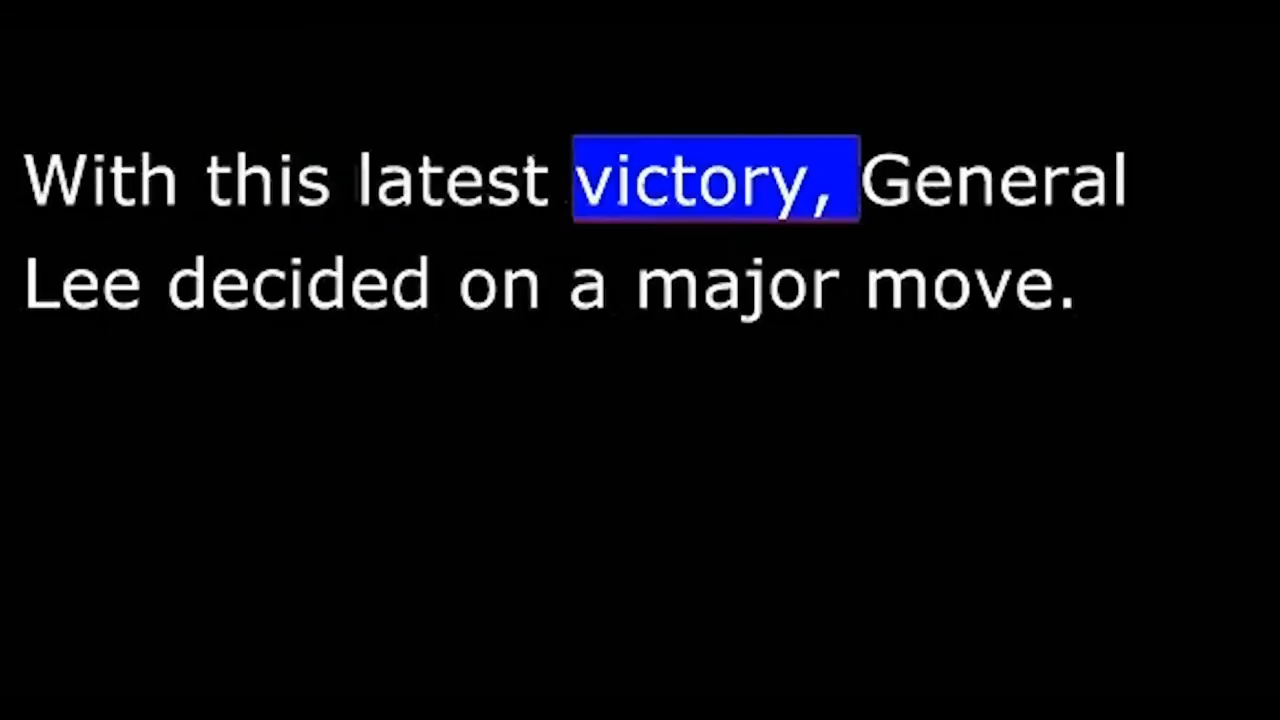 With this latest victory, General
Lee decided on a major move.